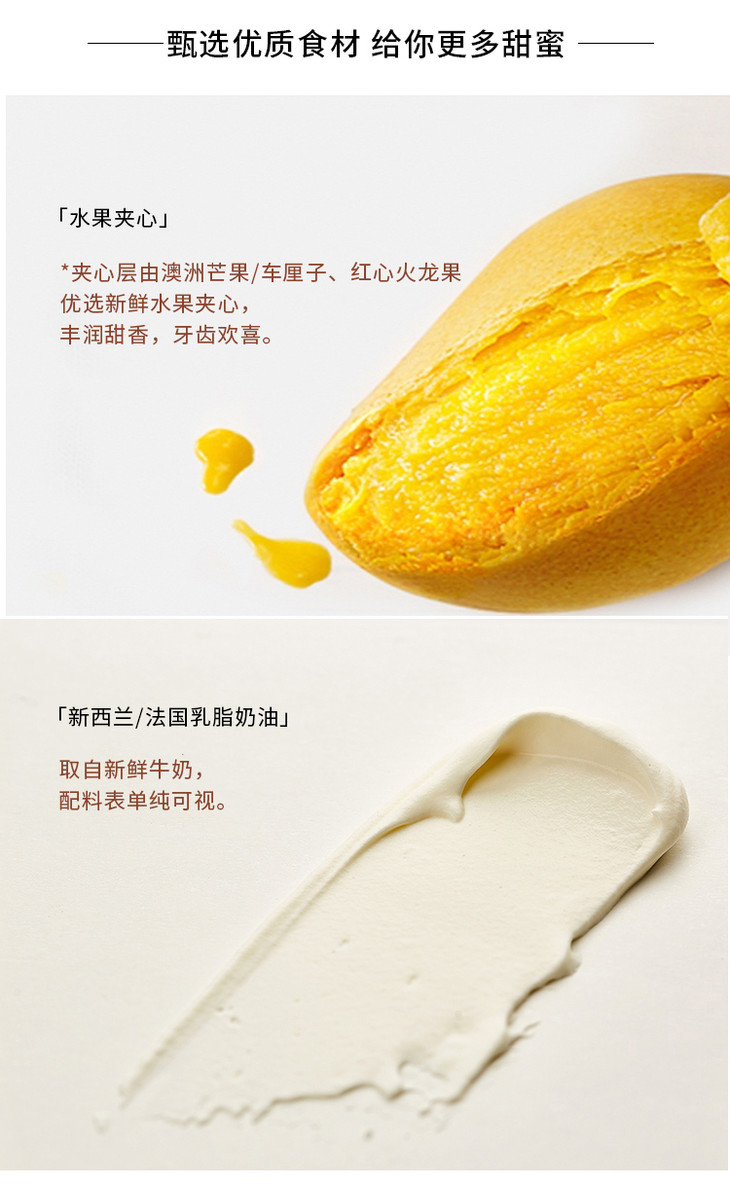 甄选优质食材 给你更多甜蜜
「水果夹心」
*夹心层由澳洲芒果/车厘子、红心火龙果
优选新鲜水果夹心，
丰润甜香，牙齿欢喜。
「新西兰/法国乳脂奶油」
取自新鲜牛奶，
配料表单纯可视。